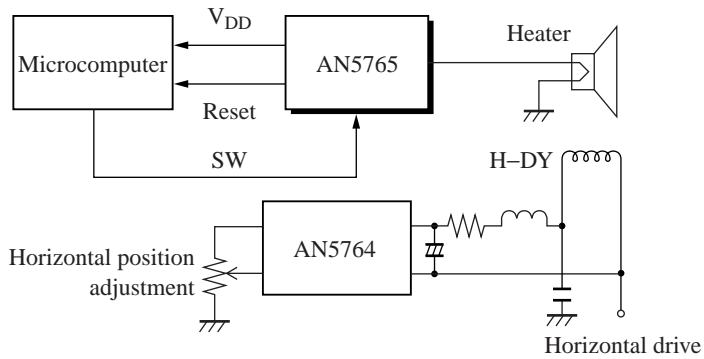 V_DD
Microcomputer
AN5765
Heater
Reset
SW
H–DY
AN5764
Horizontal position
adjustment
Horizontal drive